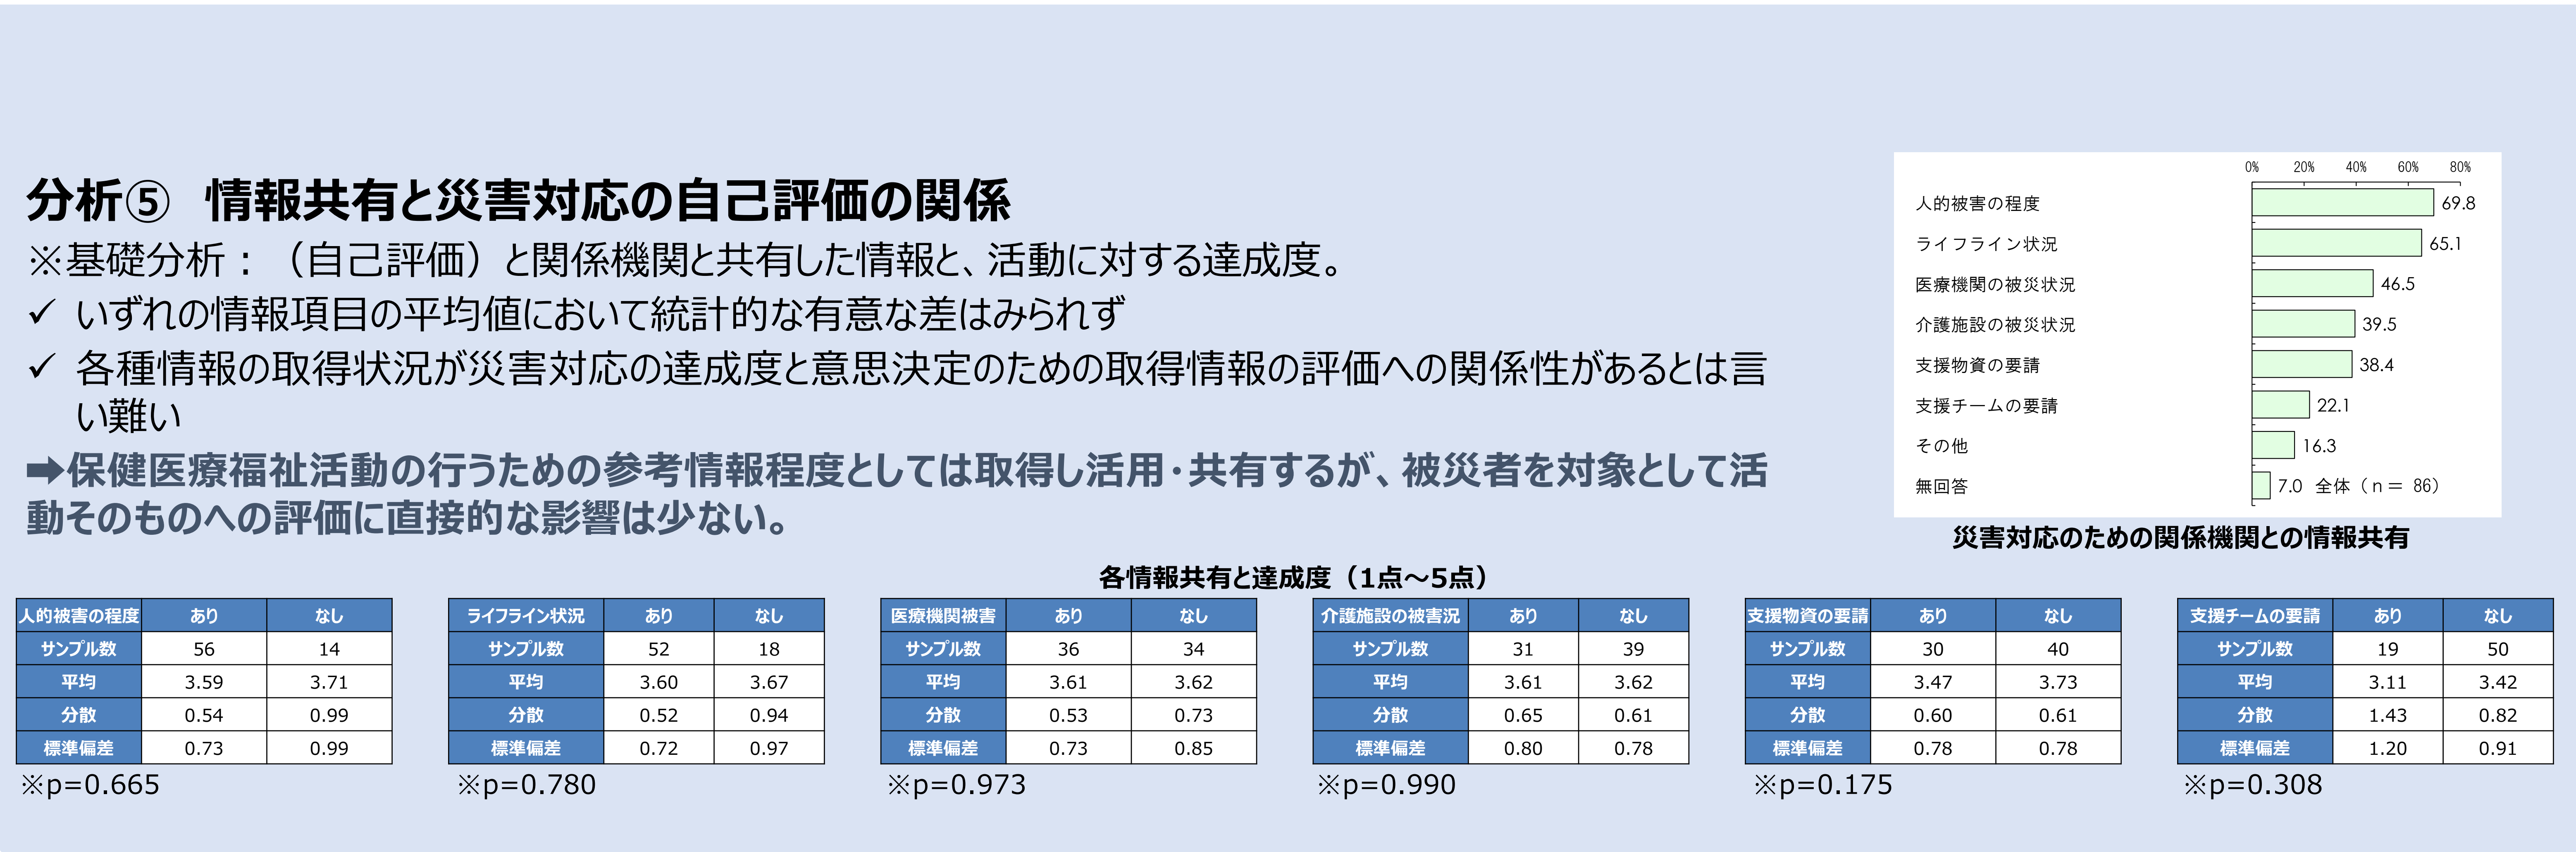 分析⑤　情報共有と災害対応の自己評価の関係
※基礎分析：（自己評価）と関係機関と共有した情報と、活動に対する達成度。
✓ いずれの情報項目の平均値において統計的な有意な差はみられず
✓ 各種情報の取得状況が災害対応の達成度と意思決定のための取得情報の評価への関係性があるとは言
い難い
➡保健医療福祉活動の行うための参考情報程度としては取得し活用・共有するが、被災者を対象として活
動そのものへの評価に直接的な影響は少ない。
0% 20% 40% 60% 80%
人的被害の程度 69.8
ライフライン状況 65.1
医療機関の被災状況 46.5
介護施設の被災状況 39.5
支援物資の要請 38.4
支援チームの要請 22.1
その他 16.3
無回答 7.0 全体（ｎ＝ 86）
災害対応のための関係機関との情報共有
各情報共有と達成度（1点～5点）
人的被害の程度 あり なし
サンプル数 56 14
平均 3.59 3.71
分散 0.54 0.99
標準偏差 0.73 0.99
※p=0.665
ライフライン状況 あり なし
サンプル数 52 18
平均 3.60 3.67
分散 0.52 0.94
標準偏差 0.72 0.97
※p=0.780
医療機関被害 あり なし
サンプル数 36 34
平均 3.61 3.62
分散 0.53 0.73
標準偏差 0.73 0.85
※p=0.973
介護施設の被害況 あり なし
サンプル数 31 39
平均 3.61 3.62
分散 0.65 0.61
標準偏差 0.80 0.78
※p=0.990
支援物資の要請 あり なし
サンプル数 30 40
平均 3.47 3.73
分散 0.60 0.61
標準偏差 0.78 0.78
※p=0.175
支援チームの要請 あり なし
サンプル数 19 50
平均 3.11 3.42
分散 1.43 0.82
標準偏差 1.20 0.91
※p=0.308